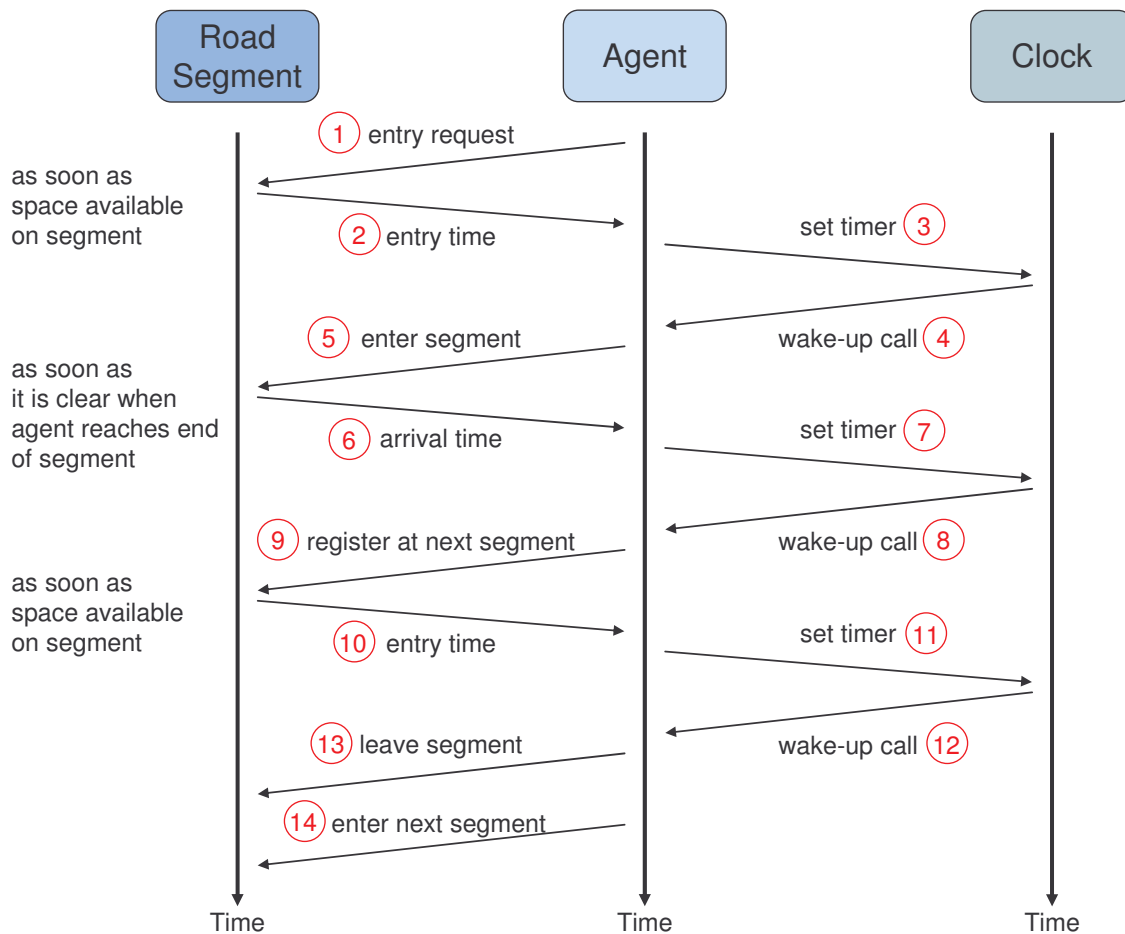 Road
Segment
Agent
Clock
1 entry request
as soon as
space available
on segment
2 entry time
set timer 3
5 enter segment
wake-up call 4
as soon as
it is clear when
agent reaches end
of segment
6 arrival time
set timer 7
9 register at next segment
wake-up call 8
as soon as
space available
on segment
10 entry time
set timer 11
13 leave segment
wake-up call 12
14 enter next segment
Time
Time
Time